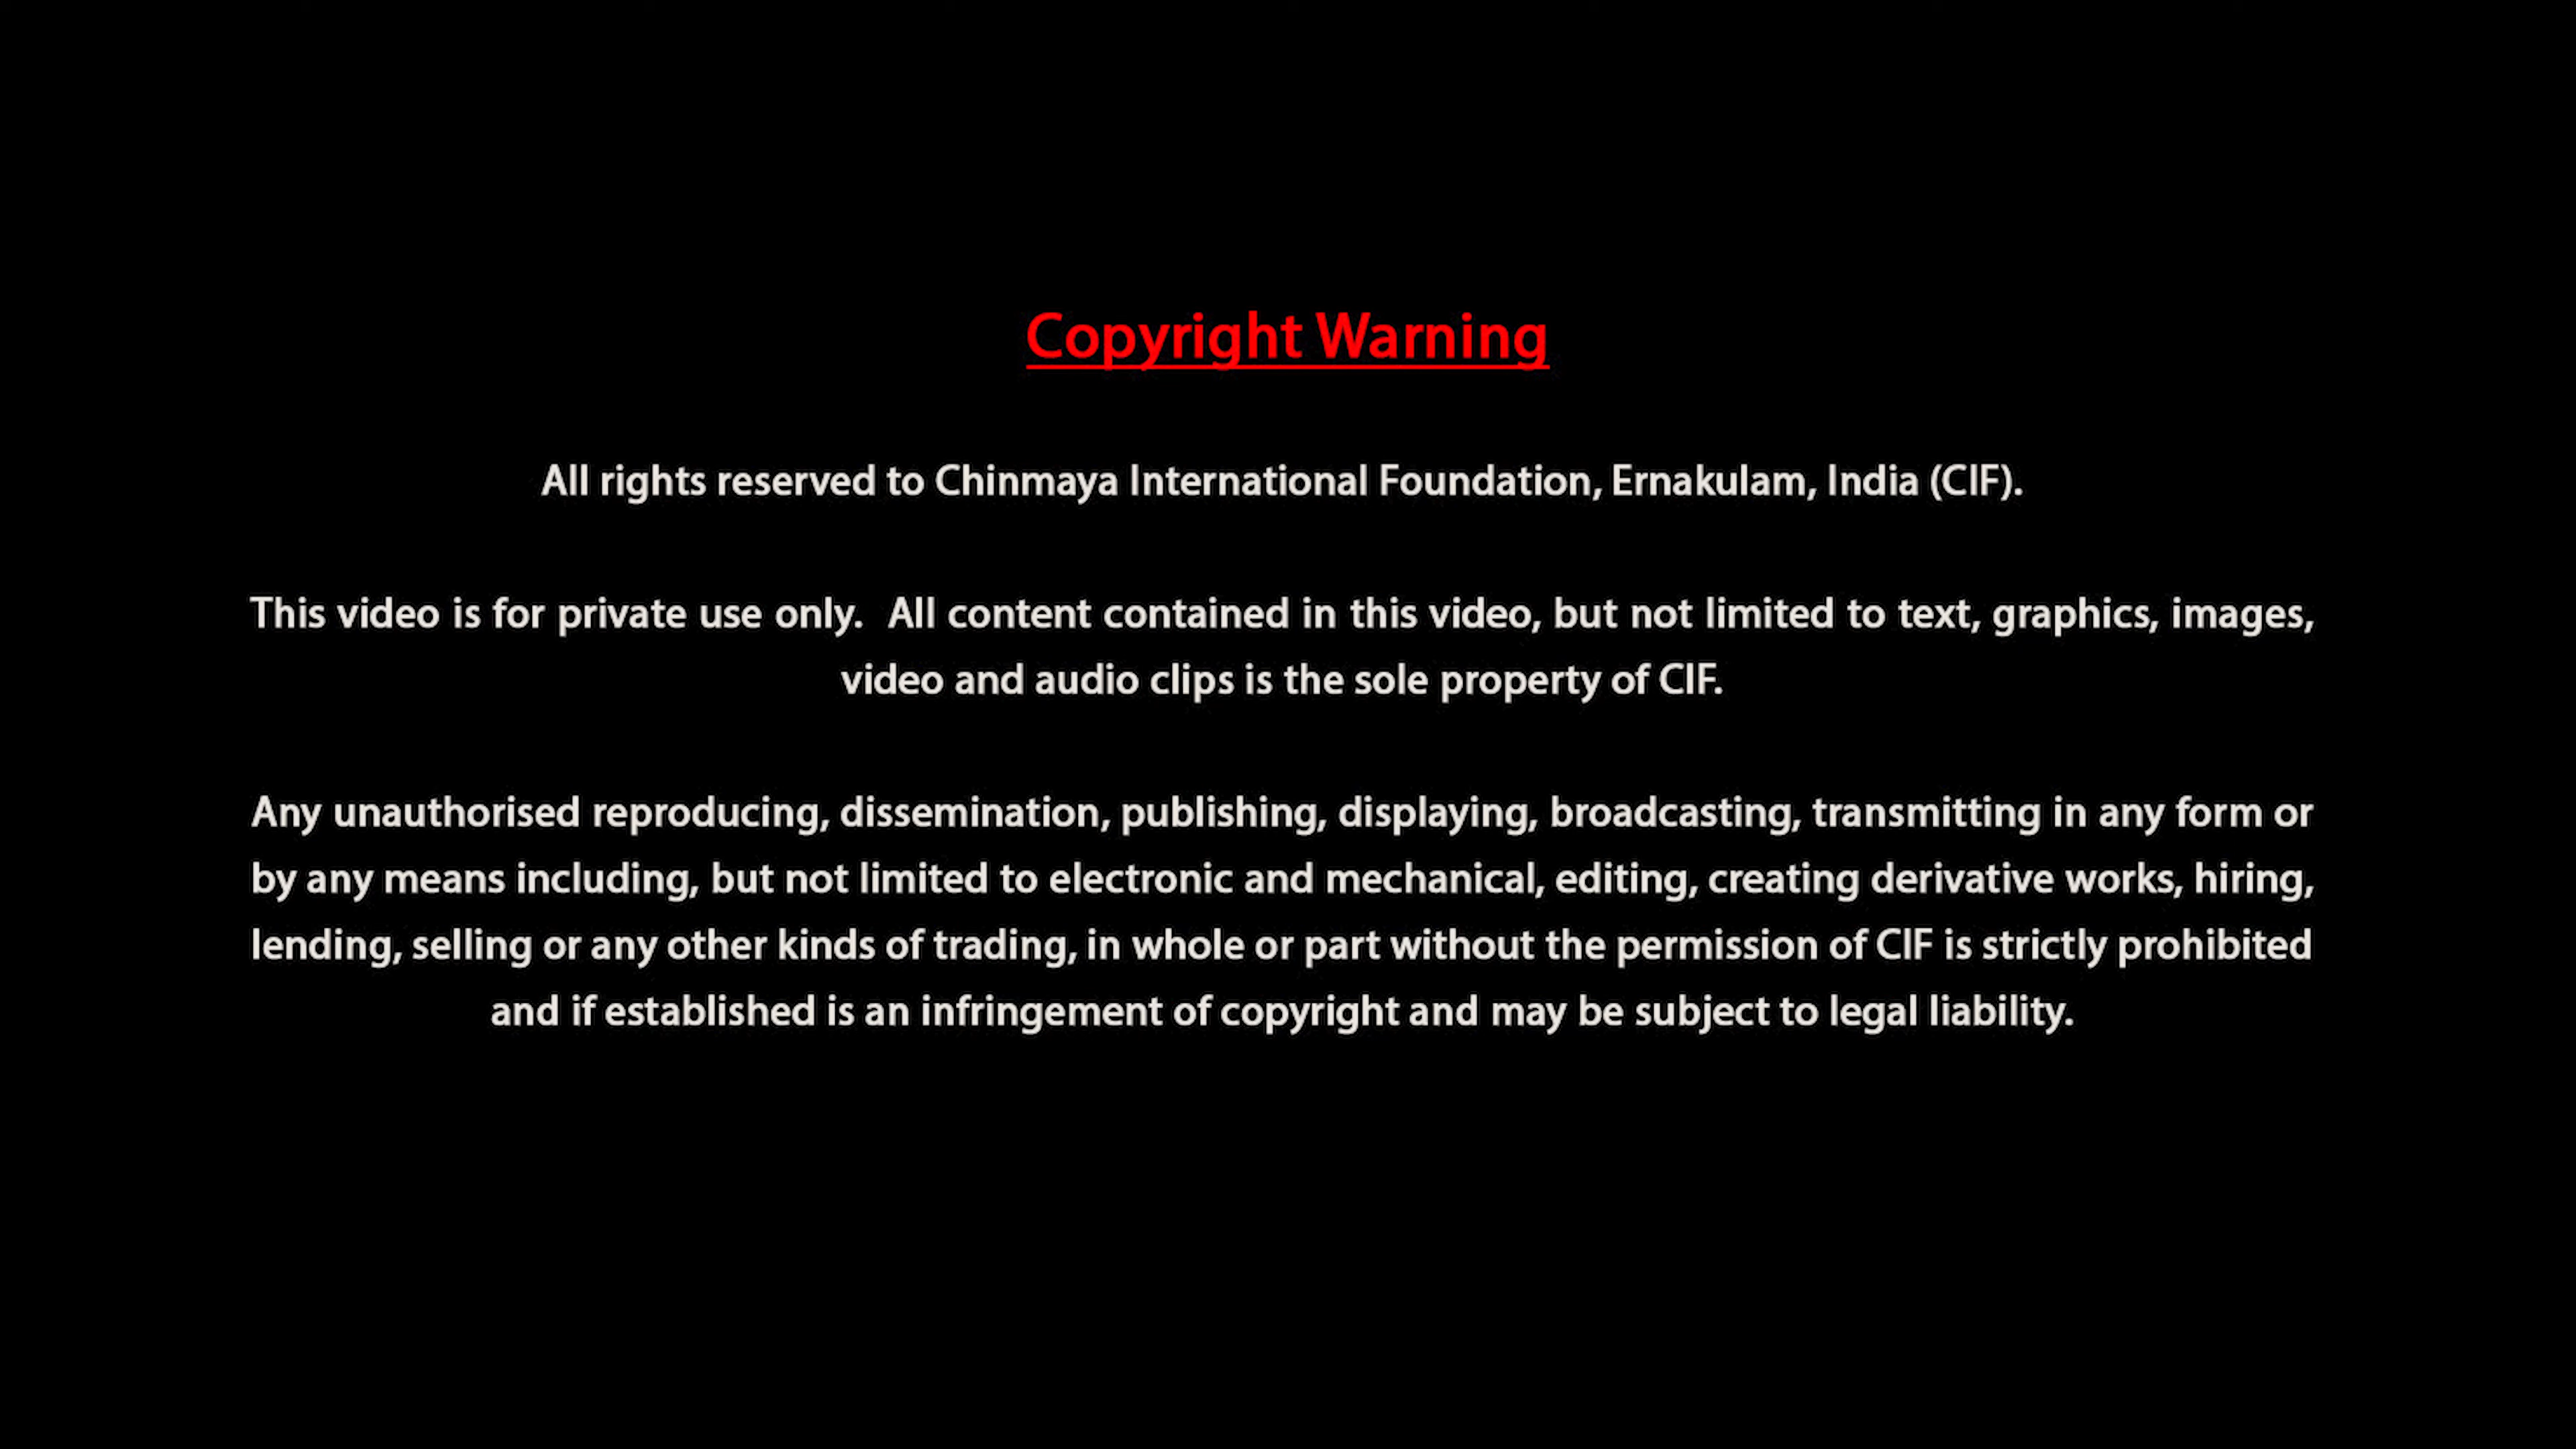 Copyright Warning
All rights reserved to Chinmaya International Foundation, Ernakulam, India (CIF).
This video is for private use only.  All content contained in this video, but not limited to text, graphics, images,
video and audio clips is the sole property of CIF.
Any unauthorised reproducing, dissemination, publishing, displaying, broadcasting, transmitting in any form or
by any means including, but not limited to electronic and mechanical, editing, creating derivative works, hiring,
lending, selling or any other kinds of trading, in whole or part without the permission of CIF is strictly prohibited
and if established is an infringement of copyright and may be subject to legal liability.